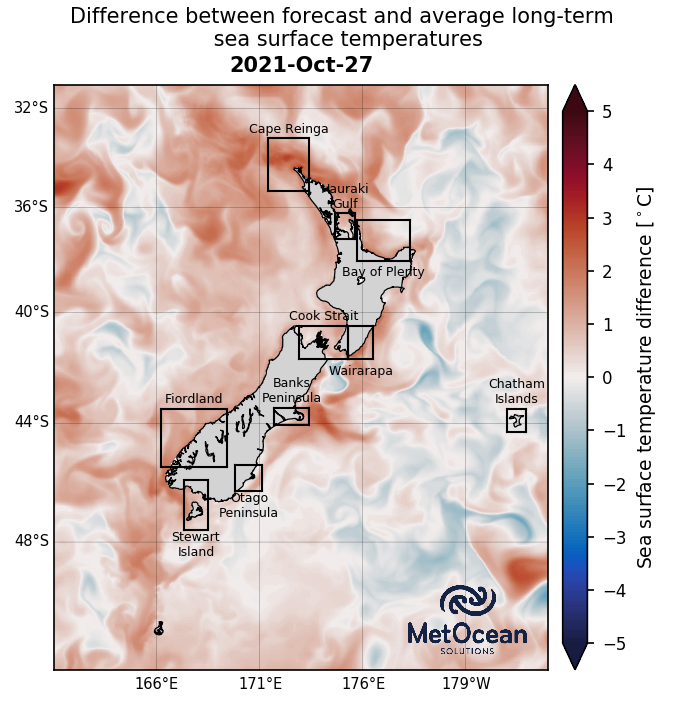 Difference between forecast and average long-term
sea surface temperatures
2021-Oct-27
32°S
36°S
40°S
44°S
48°S
Cape Reinga
Hauraki
Gulf
Bay of Plenty
Cook Strait
Wairarapa
Banks
Peninsula
Fiordland
Chatham
Islands
Otago
Peninsula
Stewart
Island
MetOcean
SOLUTIONS
166°E
171°E
176°E
179°W
5
4
3
2
1
0
−1
−2
−3
−4
−5
Sea surface temperature difference [°C]